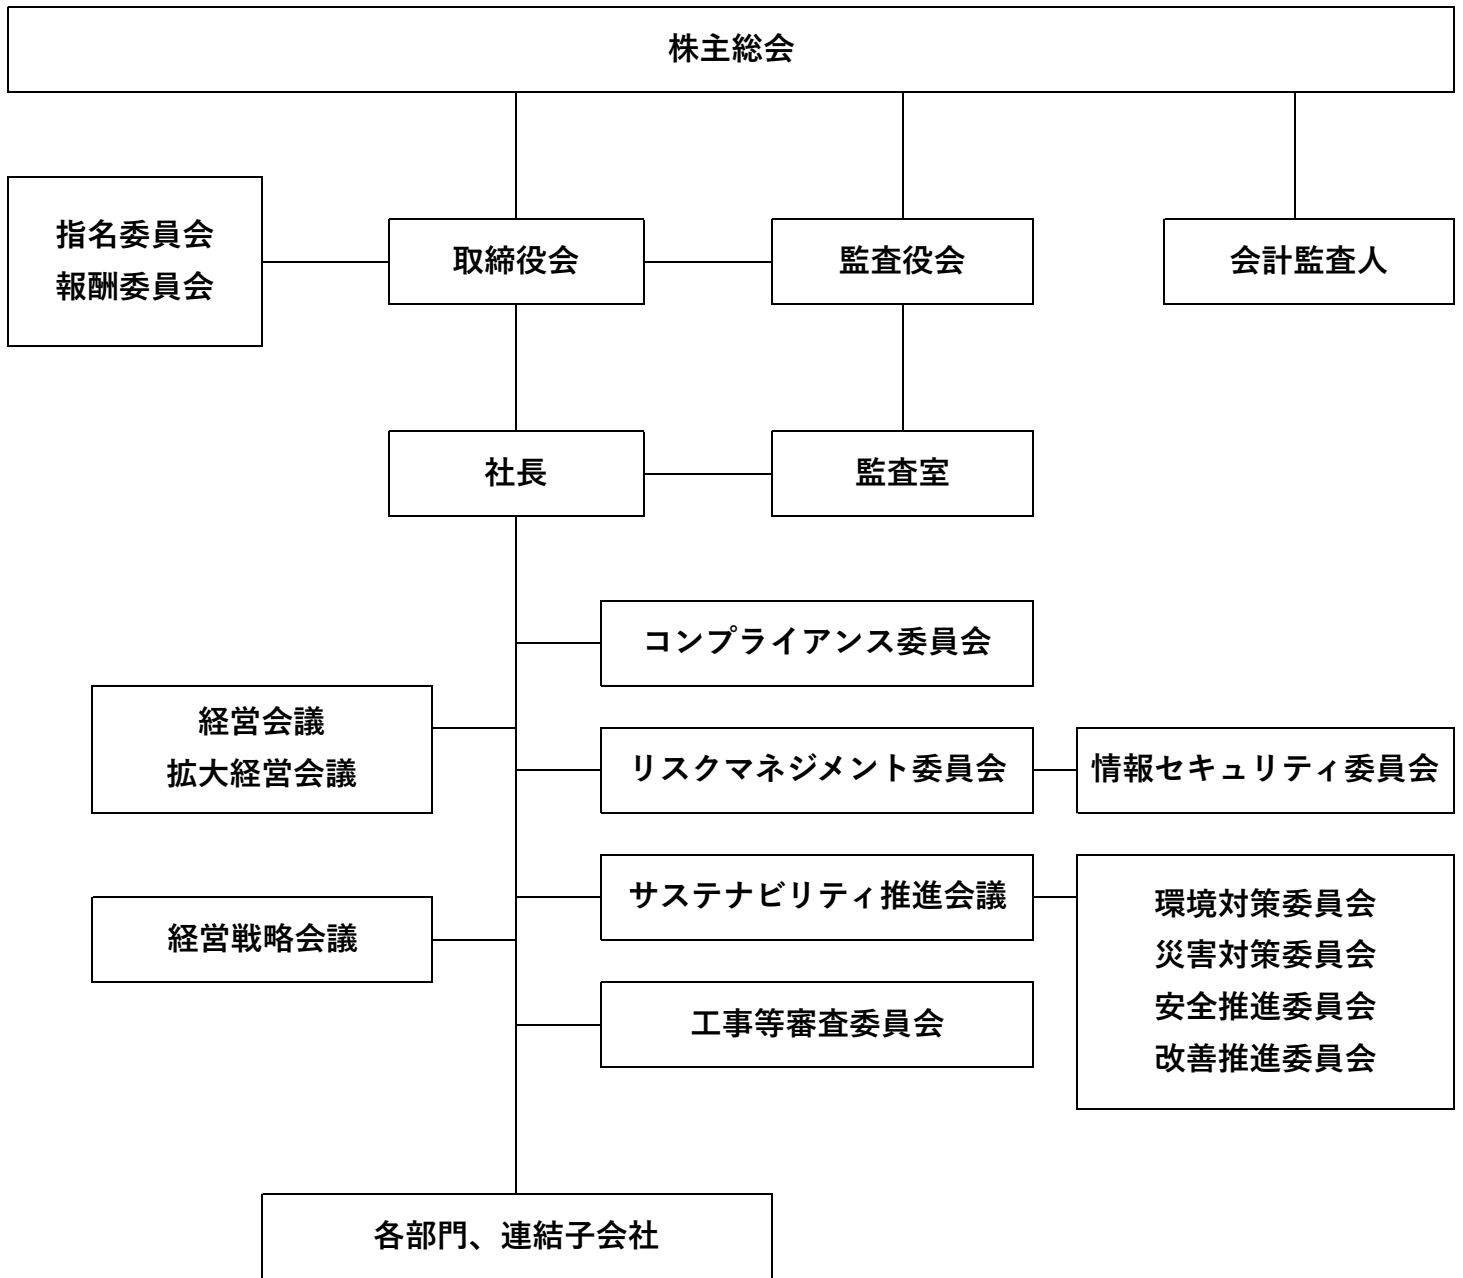 株主総会
指名委員会
報酬委員会
取締役会
監査役会
会計監査人
社長
監査室
コンプライアンス委員会
経営会議
拡大経営会議
リスクマネジメント委員会
情報セキュリティ委員会
サステナビリティ推進会議
経営戦略会議
環境対策委員会
災害対策委員会
安全推進委員会
改善推進委員会
工事等審査委員会
各部門、連結子会社